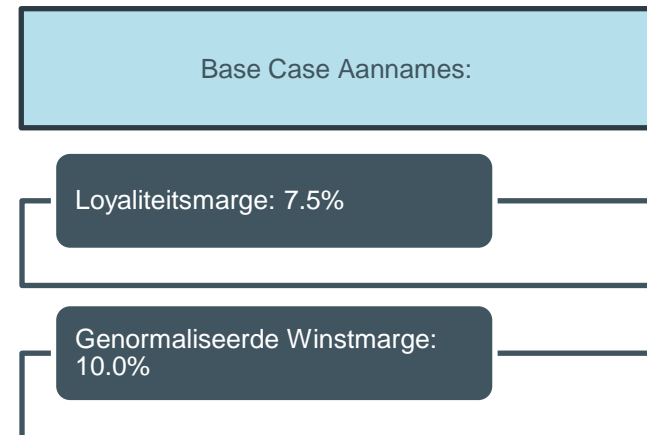 Base Case Aannames:
Loyaliteitsmarge: 7.5%
Genormaliseerde Winstmarge:
10.0%